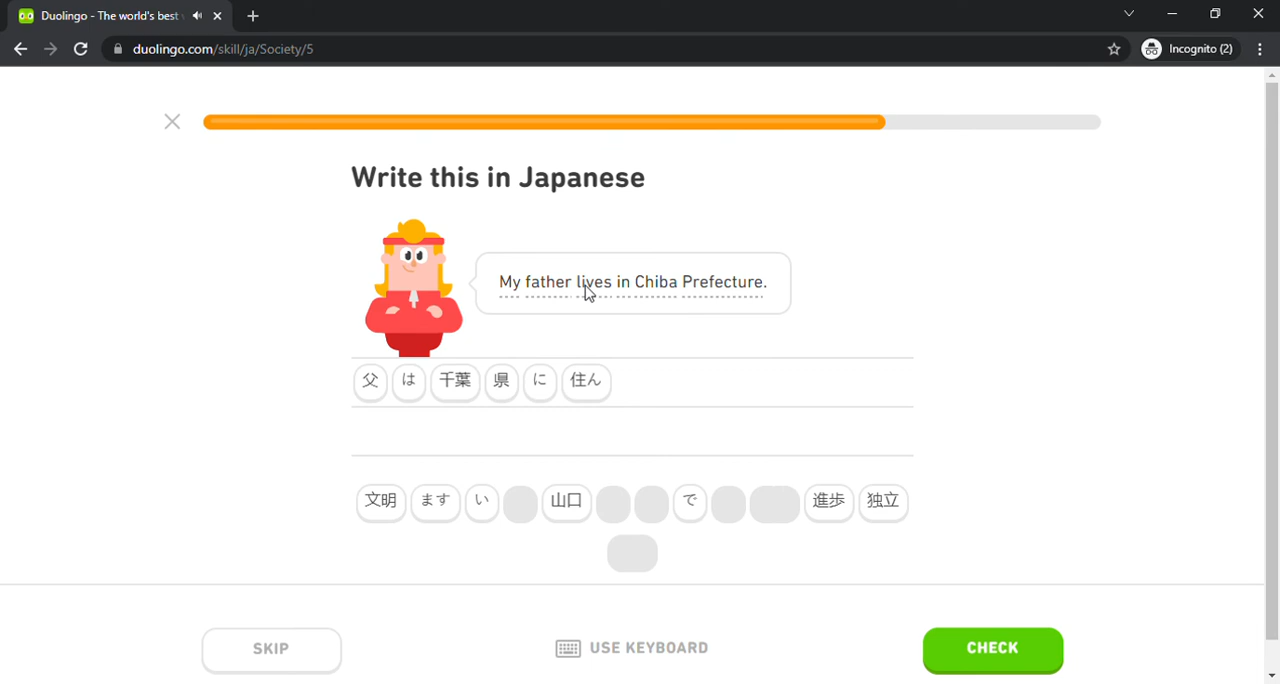 Duolingo - The world's best
duolingo.com/skill/ja/Society/5
Incognito (2)
Write this in Japanese
My father lives in Chiba Prefecture.
父 は 千葉 県 に 住ん
文明 ます い 山口 で 進歩 独立
SKIP USE KEYBOARD CHECK